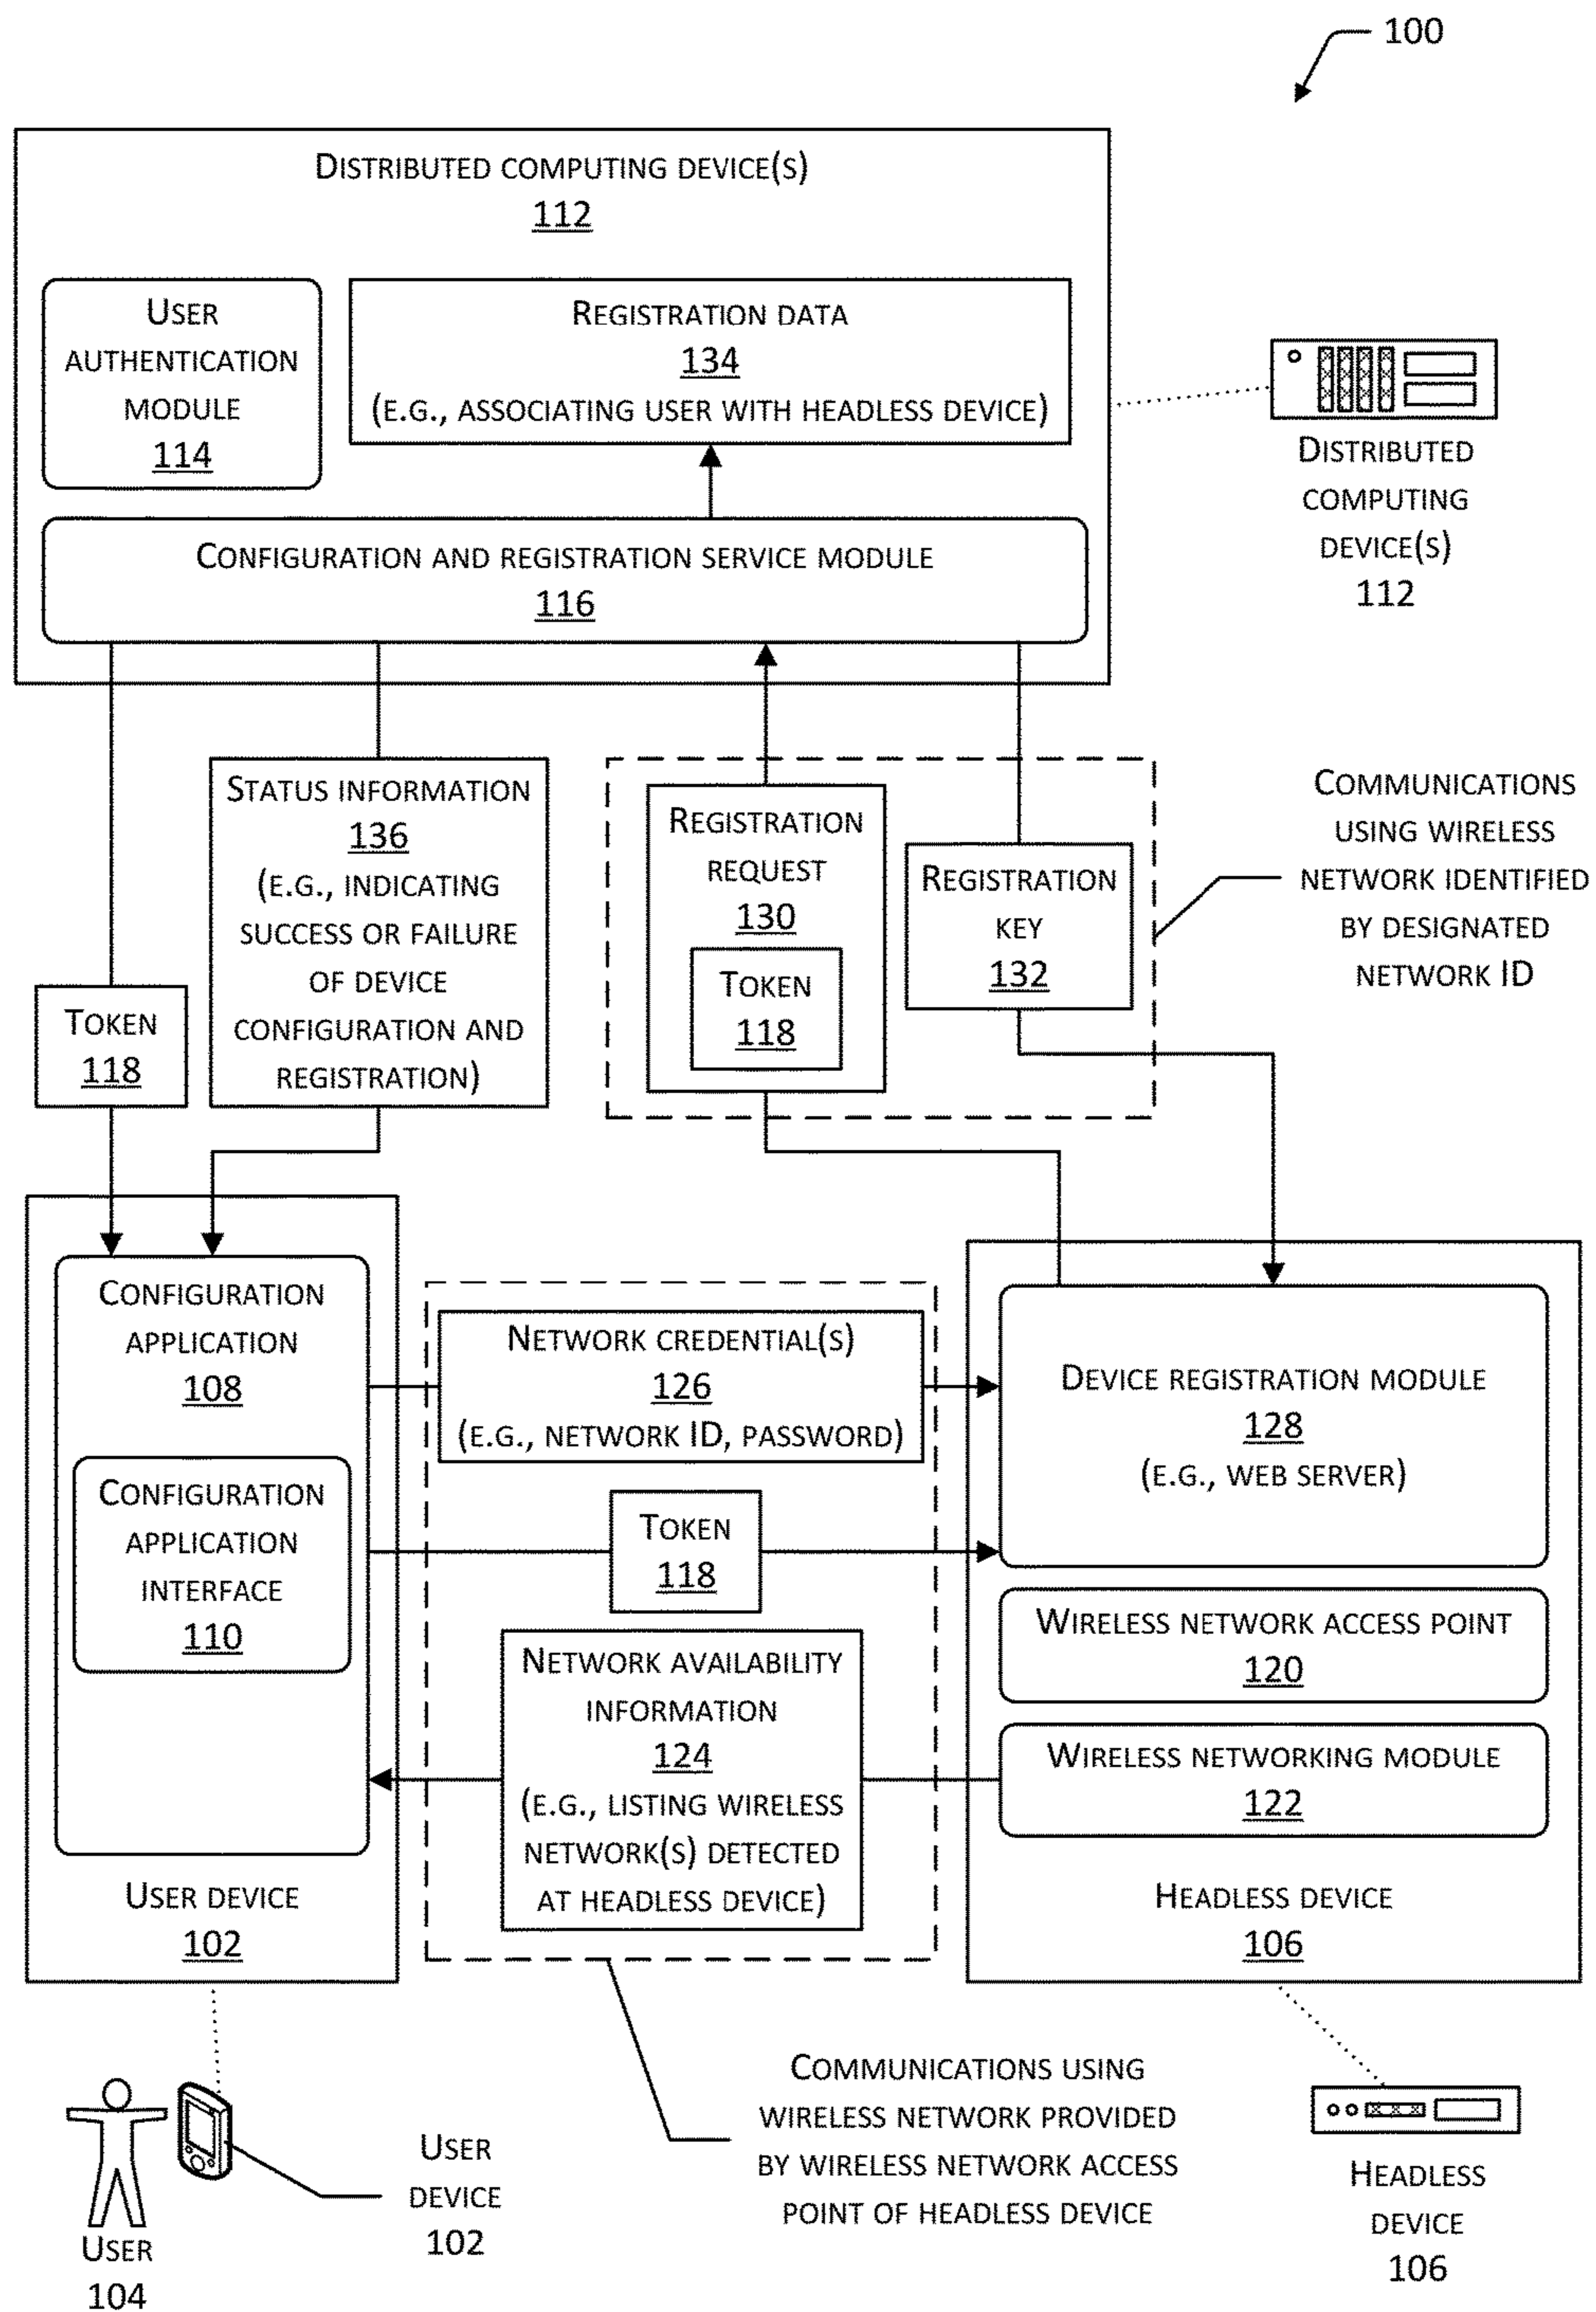 100
Distributed computing device(s)
112
User
authentication
module
114
Registration data
134
(e.g., associating user with headless device)
Configuration and registration service module
116
Distributed
computing
device(s)
112
Status information
136
(e.g., indicating
success or failure
of device
configuration and
registration)
Token
118
Registration
request
130
Token
118
Registration
key
132
Communications
using wireless
network identified
by designated
network ID
Configuration
application
108
Configuration
application
interface
110
User device
102
Network credential(s)
126
(e.g., network ID, password)
Token
118
Network availability
information
124
(e.g., listing wireless
network(s) detected
at headless device)
Device registration module
128
(e.g., web server)
Wireless network access point
120
Wireless networking module
122
Headless device
106
User
104
User
device
102
Communications using
wireless network provided
by wireless network access
point of headless device
Headless
device
106